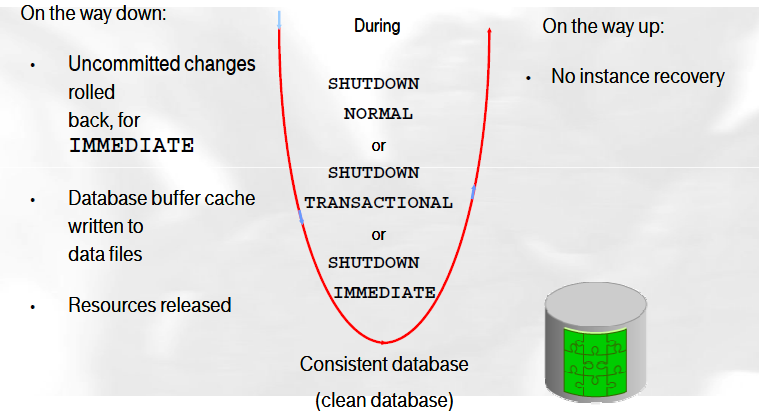 On the way down:
• Uncommitted changes
rolled
back, for
IMMEDIATE
• Database buffer cache
written to
data files
• Resources released
During
SHUTDOWN
NORMAL
or
SHUTDOWN
TRANSACTIONAL
or
SHUTDOWN
IMMEDIATE
Consistent database
(clean database)
On the way up:
• No instance recovery